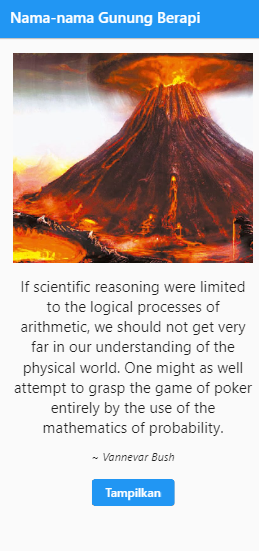 Nama-nama Gunung Berapi
If scientific reasoning were limited
to the logical processes of
arithmetic, we should not get very
far in our understanding of the
physical world. One might as well
attempt to grasp the game of poker
entirely by the use of the
mathematics of probability.
~ Vannevar Bush
Tampilkan